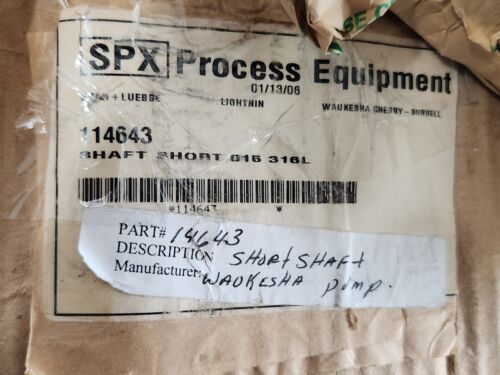 SPX Process Equipment
01/13/06
+ LUEBBE LIGHTNIN WAUKESHA CHERRY-BURRELL
114643
SHAFT SHORT 016 316L
*114643 *
PART# 14643
DESCRIPTION Short SHAFT
Manufacturer: WAUKESHA Pump.